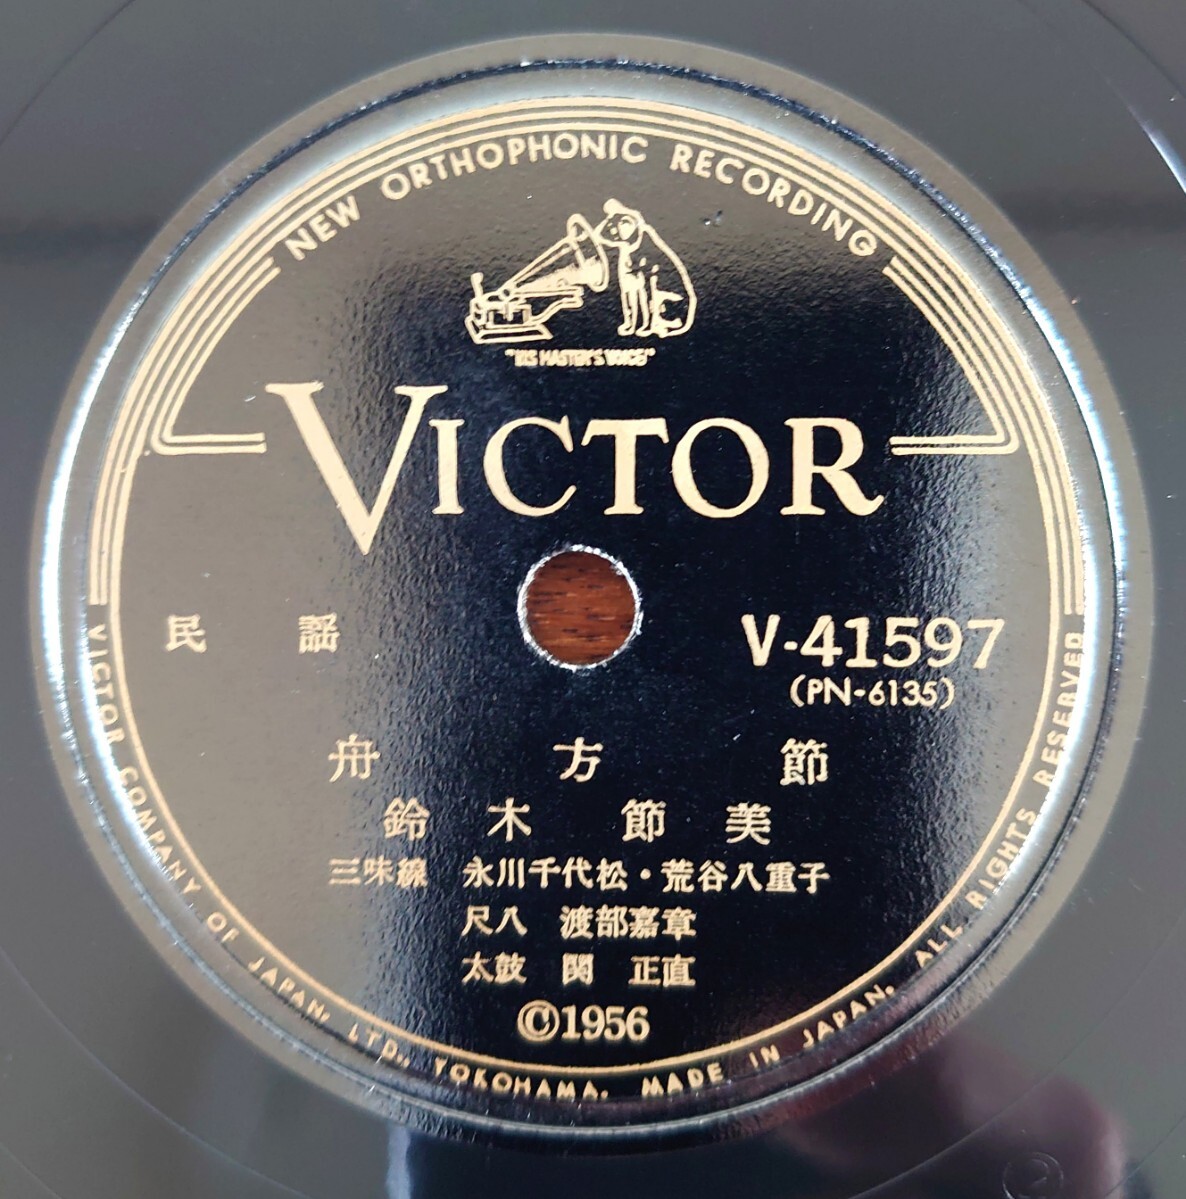 NEW ORTHOPHONIC RECORDING
"HIS MASTER'S VOICE"
VICTOR
民謡
V-41597
(PN-6135)
舟方節
鈴木節美
三味線 永川千代松・荒谷八重子
尺八 渡部嘉章
太鼓 関 正直
©1956
VICTOR COMPANY OF JAPAN, LTD., YOKOHAMA. MADE IN JAPAN. ALL RIGHTS RESERVED